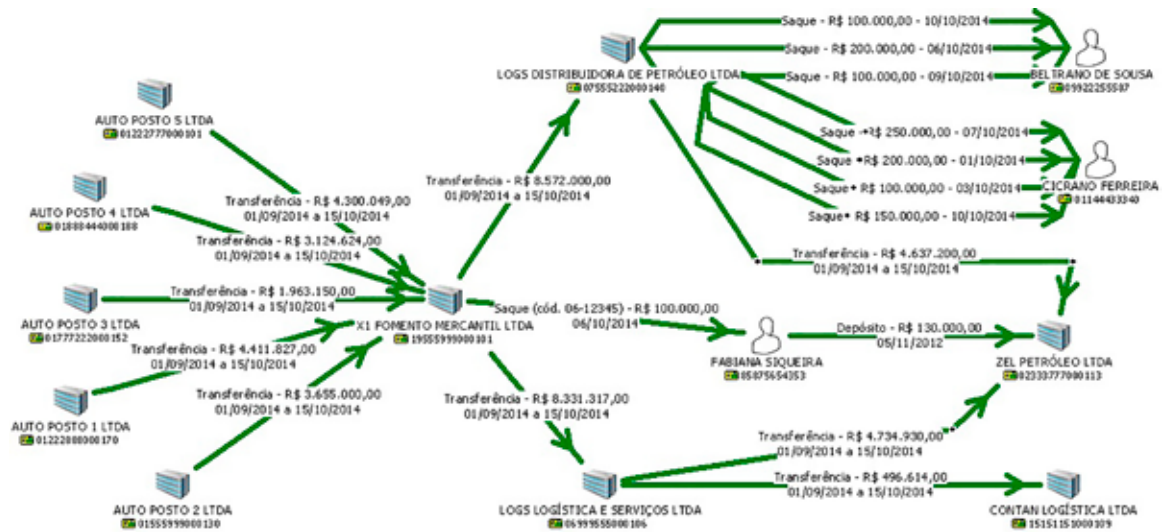 Saque - R$ 100.000,00 - 10/10/2014
Saque - R$ 200.000,00 - 06/10/2014
LOGS DISTRIBUIDORA DE PETRÓLEO LTDA
07555222000140
Saque - R$ 100.000,00 - 09/10/2014
BELTRANO DE SOUSA
09922255507
AUTO POSTO 5 LTDA
01222777000101
Saque - R$ 250.000,00 - 07/10/2014
Saque R$ 200.000,00 - 01/10/2014
Saque R$ 100.000,00 - 03/10/2014
Saque R$ 150.000,00 - 10/10/2014
CICRANO FERREIRA
01144433340
Transferência - R$ 8.572.000,00
01/09/2014 a 15/10/2014
AUTO POSTO 4 LTDA
01888444000188
Transferência - R$ 4.300.049,00
01/09/2014 a 15/10/2014
Transferência - R$ 3.124.624,00
01/09/2014 a 15/10/2014
Transferência - R$ 4.637.200,00
01/09/2014 a 15/10/2014
AUTO POSTO 3 LTDA
01777222000152
Transferência - R$ 1.963.150,00
01/09/2014 a 15/10/2014
X1 FOMENTO MERCANTIL LTDA
19555999000101
Saque (cód. 06-12345) - R$ 100.000,00
06/10/2014
FABIANA SIQUEIRA
05875654353
Depósito - R$ 130.000,00
05/11/2012
ZEL PETRÓLEO LTDA
02333777000113
Transferência - R$ 4.411.827,00
01/09/2014 a 15/10/2014
AUTO POSTO 1 LTDA
01222888000170
Transferência - R$ 3.655.000,00
01/09/2014 a 15/10/2014
Transferência - R$ 8.331.317,00
01/09/2014 a 15/10/2014
Transferência - R$ 4.734.930,00
01/09/2014 a 15/10/2014
Transferência - R$ 496.614,00
01/09/2014 a 15/10/2014
AUTO POSTO 2 LTDA
01555999000130
LOGS LOGÍSTICA E SERVIÇOS LTDA
06999555000106
CONTAN LOGÍSTICA LTDA
15151151000109